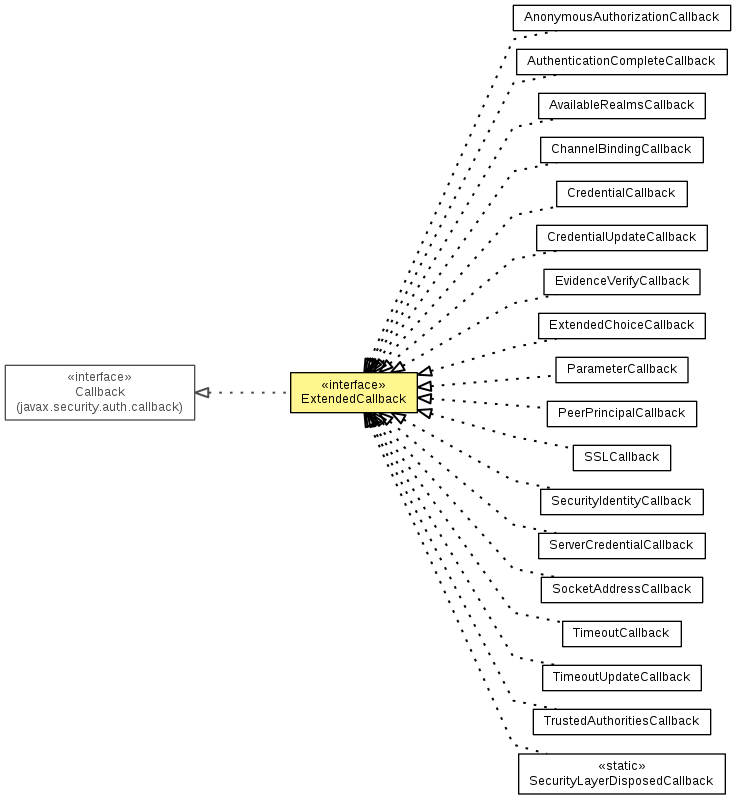 «interface»
Callback
(javax.security.auth.callback)
«interface»
ExtendedCallback
AnonymousAuthorizationCallback
AuthenticationCompleteCallback
AvailableRealmsCallback
ChannelBindingCallback
CredentialCallback
CredentialUpdateCallback
EvidenceVerifyCallback
ExtendedChoiceCallback
ParameterCallback
PeerPrincipalCallback
SSLCallback
SecurityIdentityCallback
ServerCredentialCallback
SocketAddressCallback
TimeoutCallback
TimeoutUpdateCallback
TrustedAuthoritiesCallback
«static»
SecurityLayerDisposedCallback